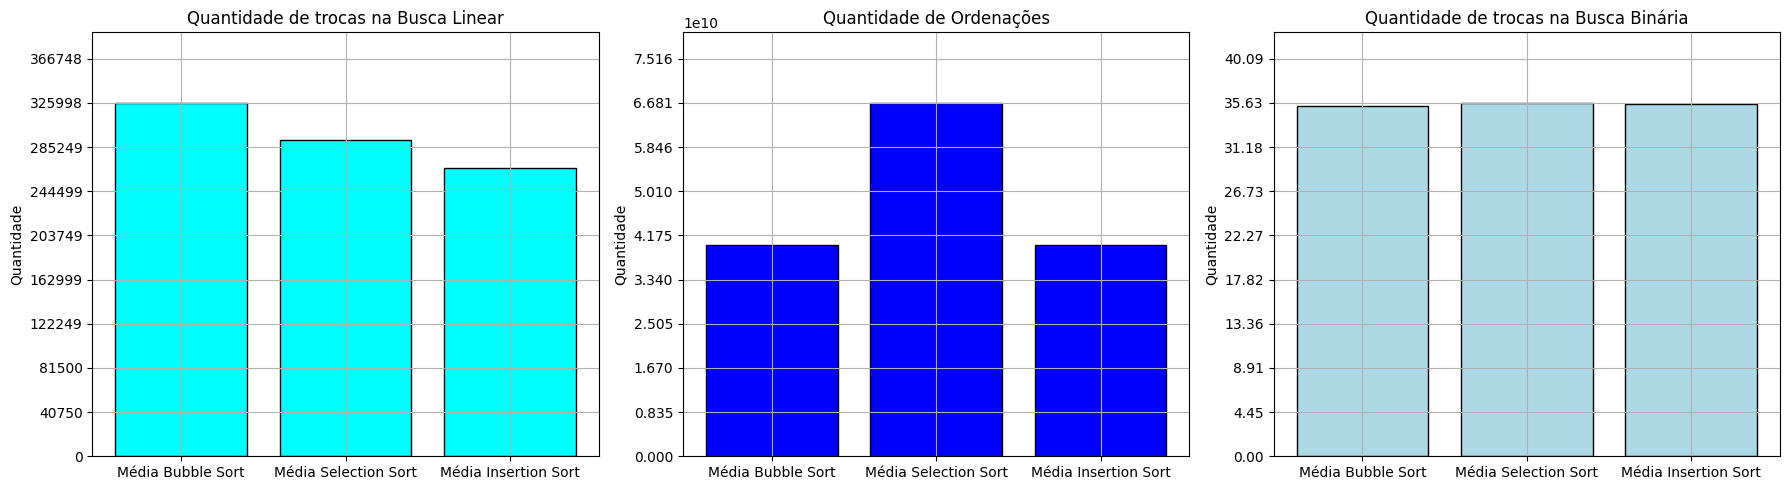 Quantidade de trocas na Busca Linear
Quantidade
366748
325998
285249
244499
203749
162999
122249
81500
40750
0
Média Bubble Sort
Média Selection Sort
Média Insertion Sort
Quantidade de Ordenações
1e10
Quantidade
7.516
6.681
5.846
5.010
4.175
3.340
2.505
1.670
0.835
0.000
Média Bubble Sort
Média Selection Sort
Média Insertion Sort
Quantidade de trocas na Busca Binária
Quantidade
40.09
35.63
31.18
26.73
22.27
17.82
13.36
8.91
4.45
0.00
Média Bubble Sort
Média Selection Sort
Média Insertion Sort